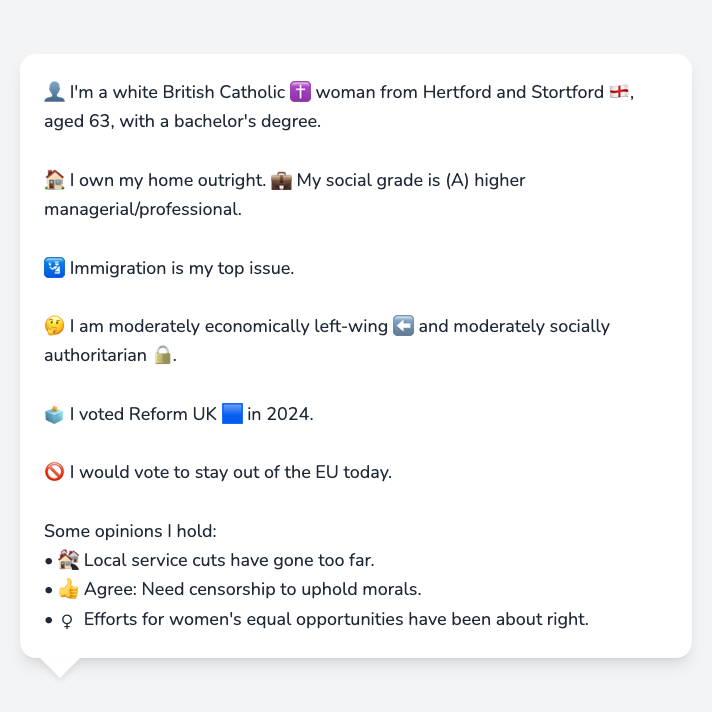 👤 I'm a white British Catholic ✝️ woman from Hertford and Stortford 🏴󠁧󠁢󠁥󠁮󠁧󠁿,
aged 63, with a bachelor's degree.
🏠 I own my home outright. 💼 My social grade is (A) higher
managerial/professional.
🛂 Immigration is my top issue.
🤔 I am moderately economically left-wing ⬅️ and moderately socially
authoritarian 🔒.
🗳️ I voted Reform UK 🟦 in 2024.
🚫 I would vote to stay out of the EU today.
Some opinions I hold:
• 🏚️ Local service cuts have gone too far.
• 👍 Agree: Need censorship to uphold morals.
• ♀ Efforts for women's equal opportunities have been about right.